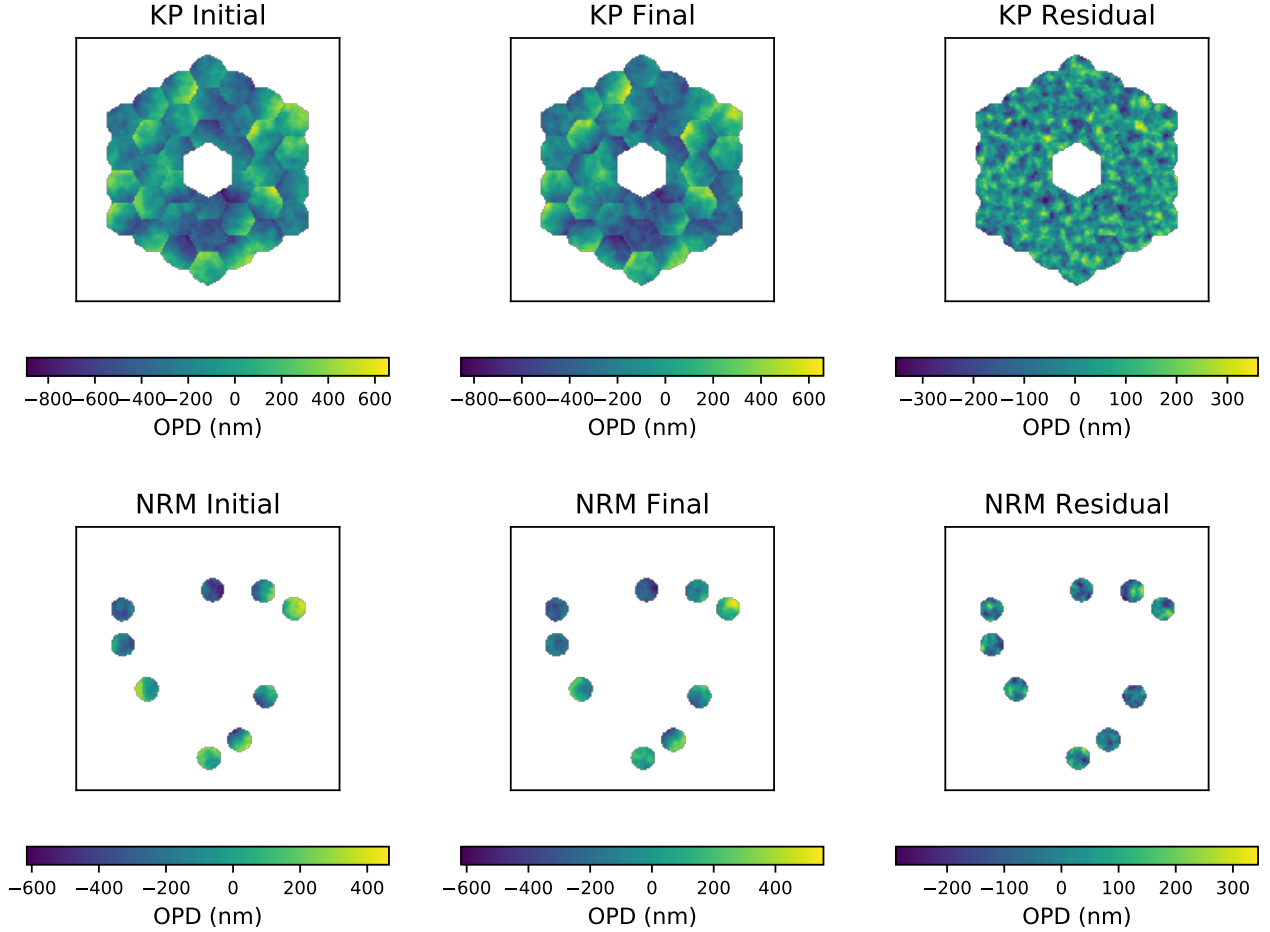 KP Initial KP Final KP Residual
−800 −600 −400 −200 0 200 400 600 −800 −600 −400 −200 0 200 400 600 −300 −200 −100 0 100 200 300
OPD (nm) OPD (nm) OPD (nm)
NRM Initial NRM Final NRM Residual
−600 −400 −200 0 200 400 −600 −400 −200 0 200 400 −200 −100 0 100 200 300
OPD (nm) OPD (nm) OPD (nm)